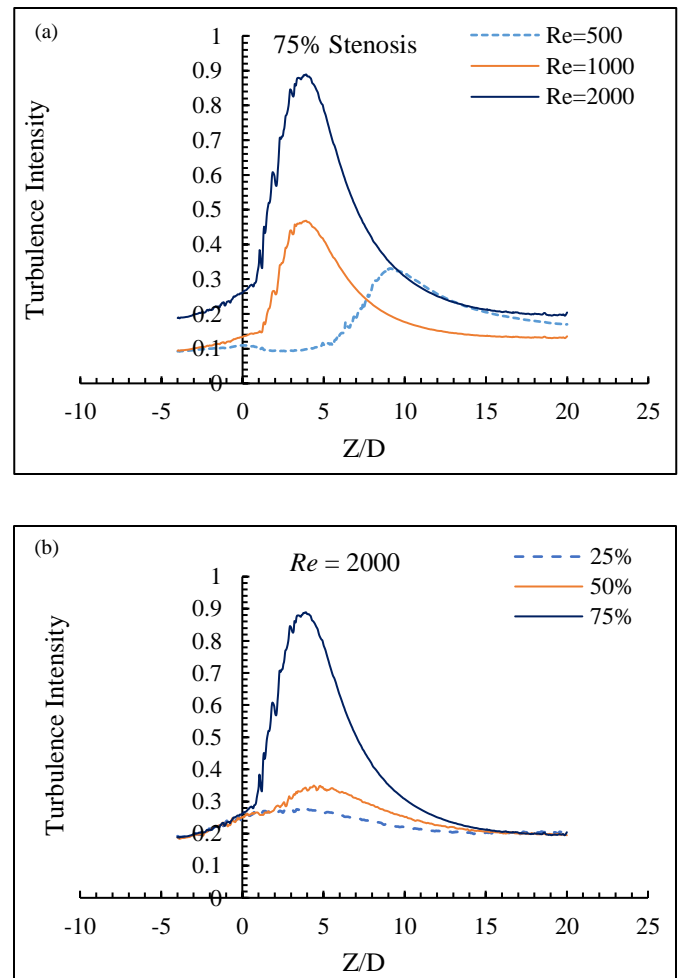 (a)
75% Stenosis
Re=500
Re=1000
Re=2000
Turbulence Intensity
1
0.9
0.8
0.7
0.6
0.5
0.4
0.3
0.2
0.1
0
-10 -5 0 5 10 15 20 25
Z/D
(b)
Re = 2000
25%
50%
75%
Turbulence Intensity
1
0.9
0.8
0.7
0.6
0.5
0.4
0.3
0.2
0.1
0
-10 -5 0 5 10 15 20 25
Z/D